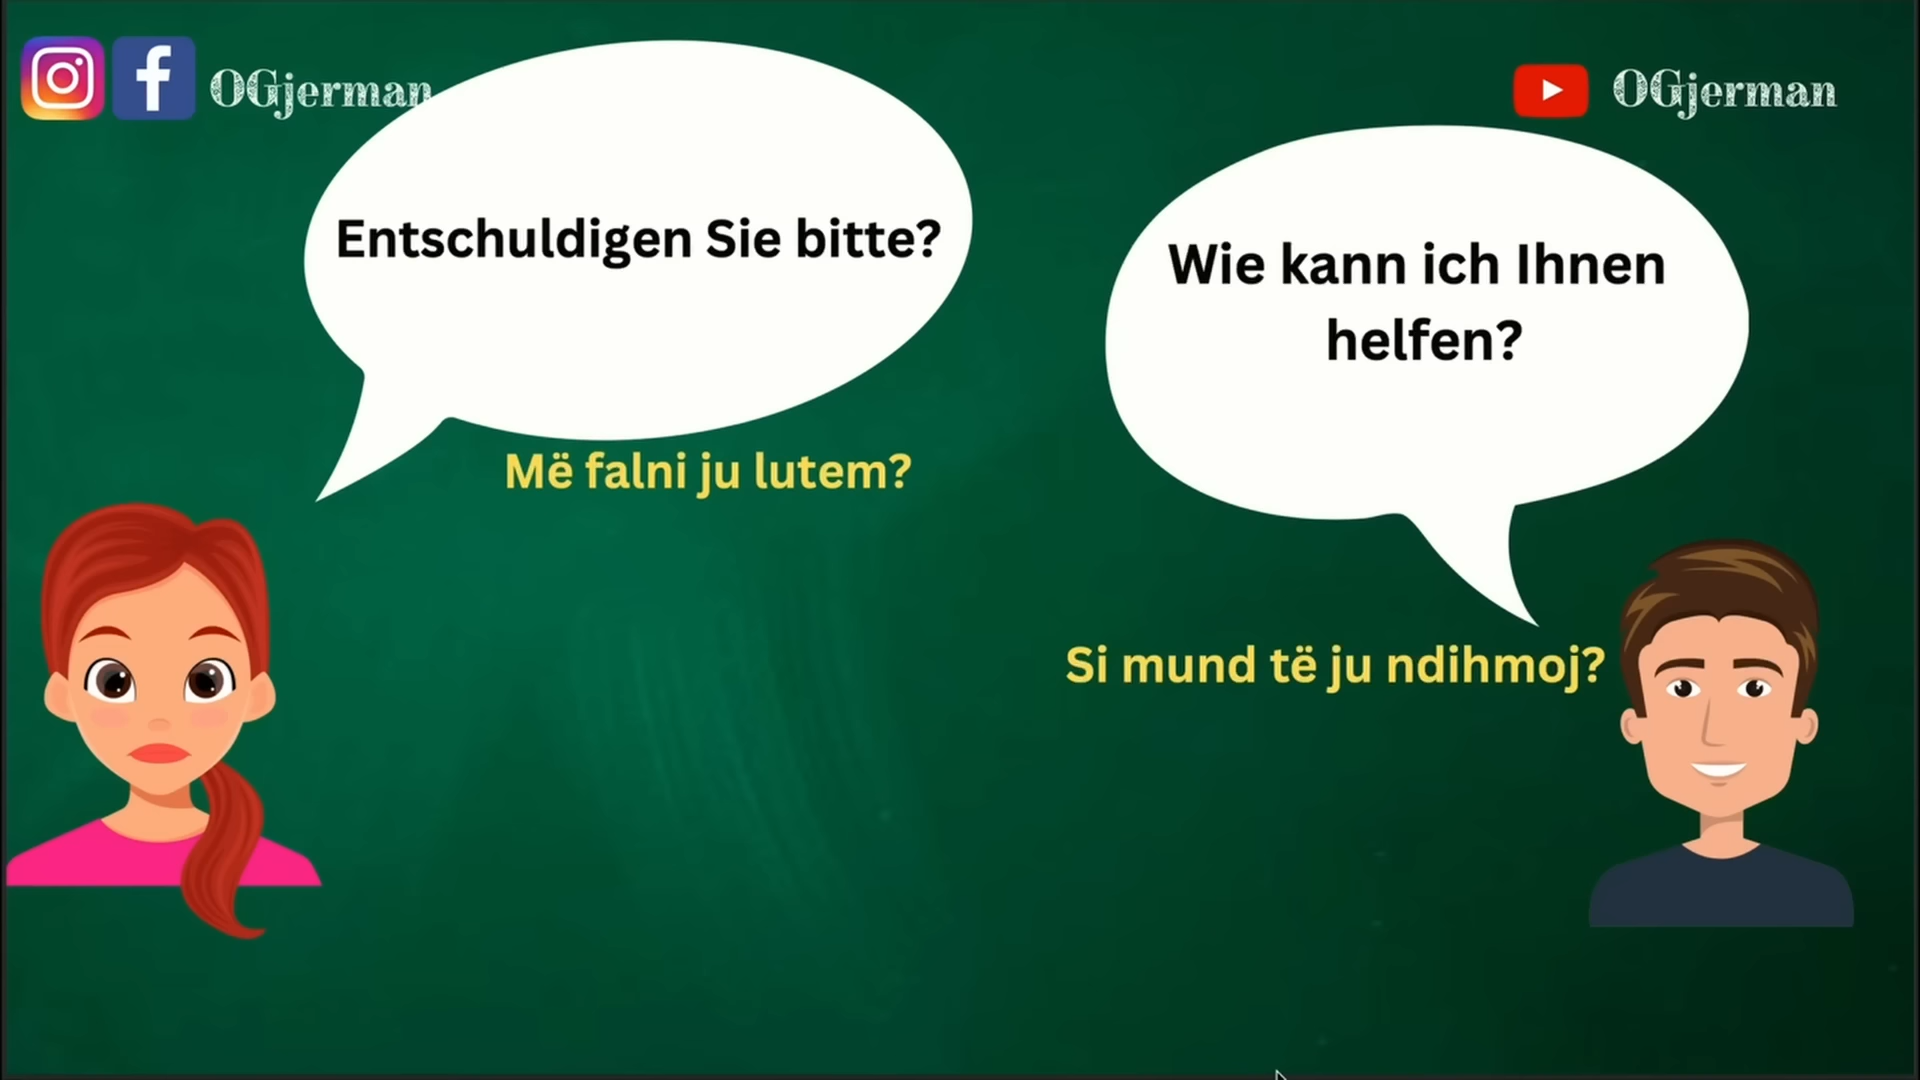 OGjerman
OGjerman
Entschuldigen Sie bitte?
Wie kann ich Ihnen
helfen?
Më falni ju lutem?
Si mund të ju ndihmoj?